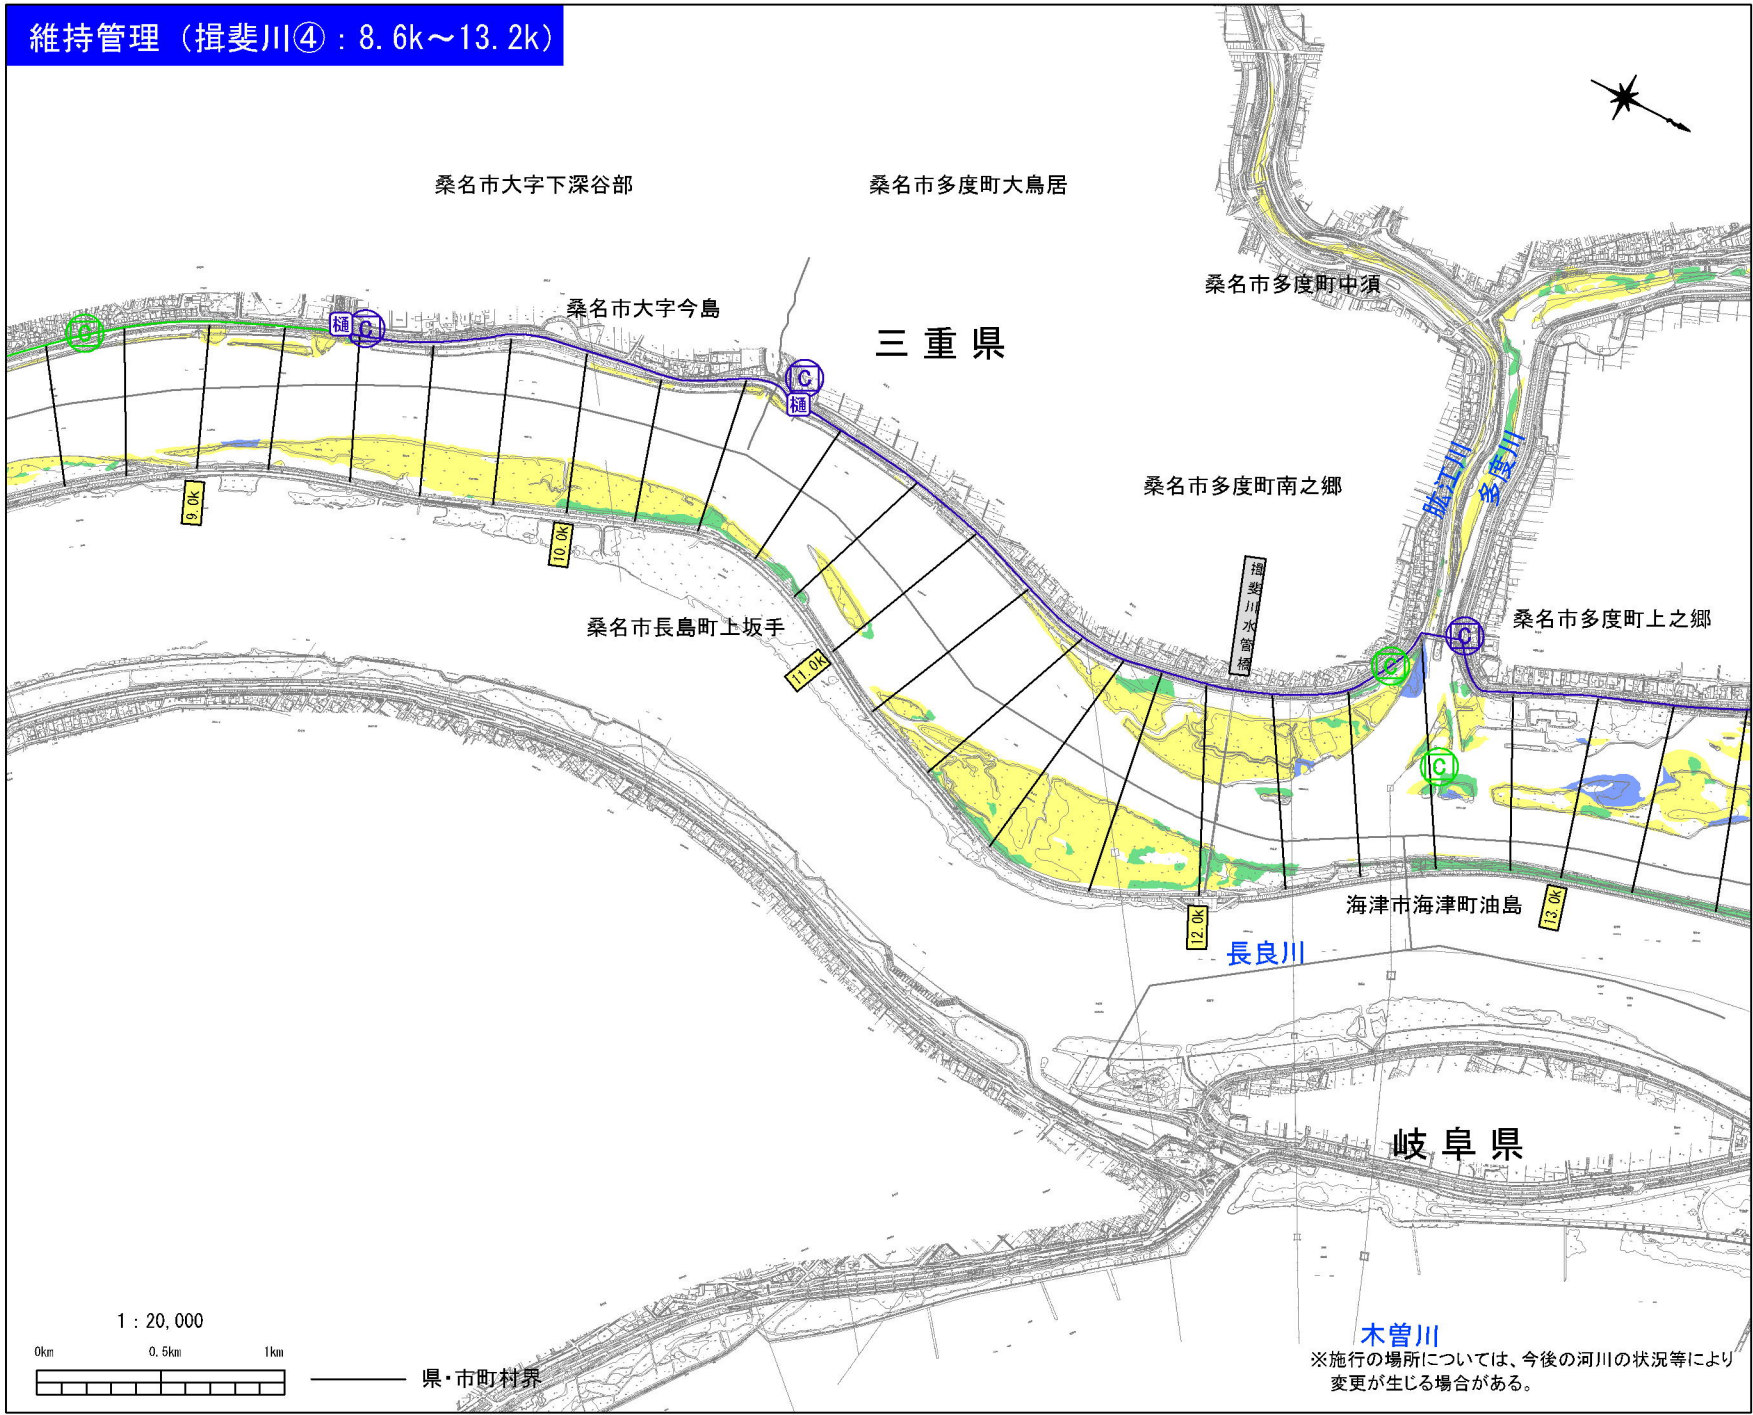 維持管理（揖斐川④：8.6k～13.2k）
桑名市大字下深谷部
桑名市多度町大鳥居
桑名市多度町中須
桑名市大字今島
三重県
C
樋
C
C
樋
桑名市多度町南之郷
肱江川
多度川
9.0k
10.0k
揖斐川水管橋
桑名市長島町上坂手
11.0k
C
C
桑名市多度町上之郷
C
海津市海津町油島
12.0k
13.0k
長良川
岐阜県
木曽川
1：20,000
0km 0.5km 1km
県・市町村界
※施行の場所については、今後の河川の状況等により
変更が生じる場合がある。